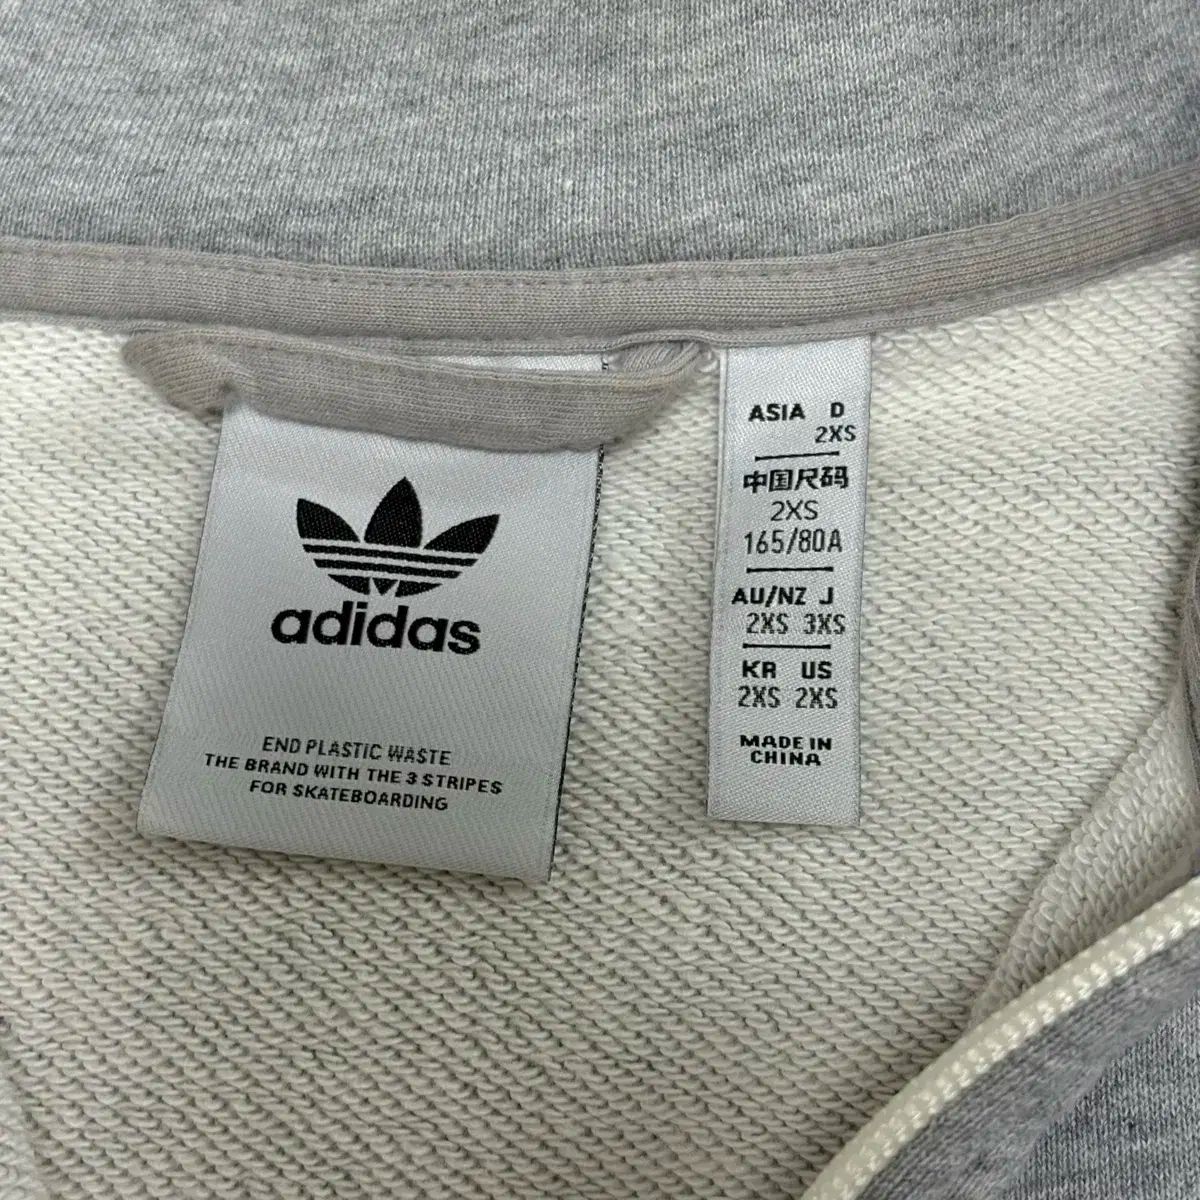 adidas
END PLASTIC WASTE
THE BRAND WITH THE 3 STRIPES
FOR SKATEBOARDING
ASIA D
2XS
中国尺码
2XS
165/80A
AU/NZ J
2XS 3XS
KR US
2XS 2XS
MADE IN
CHINA